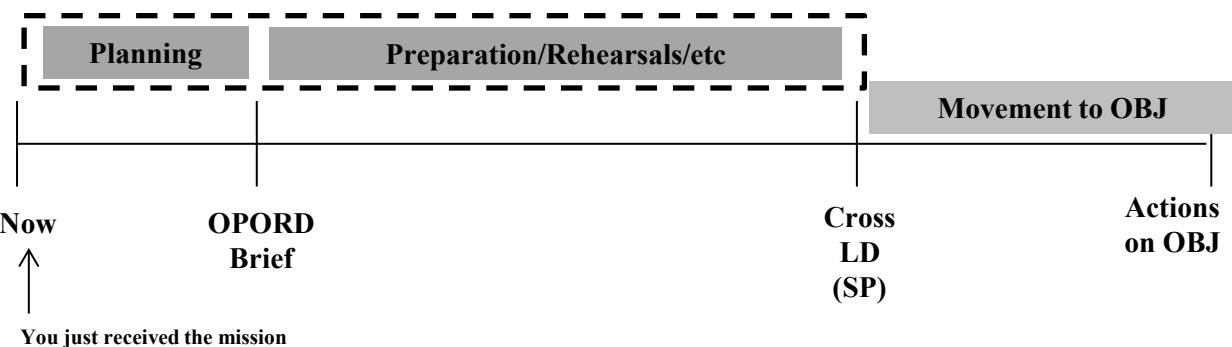 Planning
Preparation/Rehearsals/etc
Movement to OBJ
Now
OPORD
Brief
Cross
LD
(SP)
Actions
on OBJ
You just received the mission